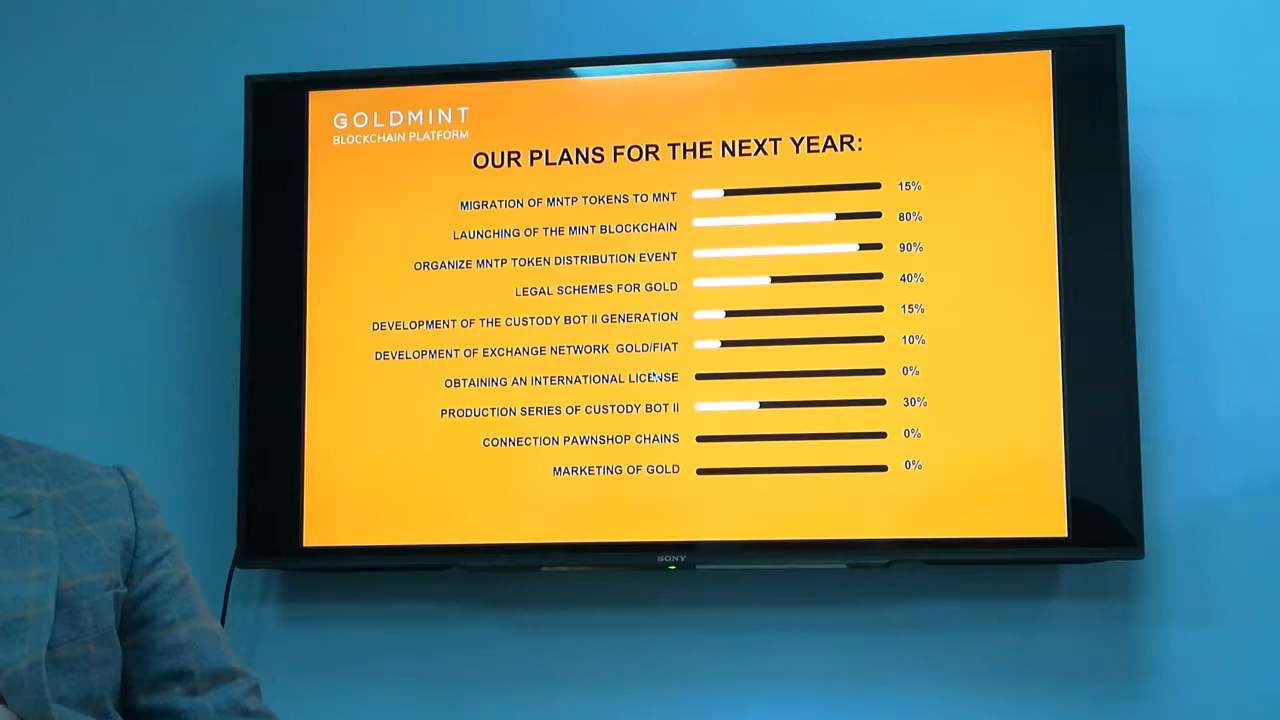 GOLDMINT
BLOCKCHAIN PLATFORM
OUR PLANS FOR THE NEXT YEAR:
MIGRATION OF MNTP TOKENS TO MNT 15%
LAUNCHING OF THE MINT BLOCKCHAIN 80%
ORGANIZE MNTP TOKEN DISTRIBUTION EVENT 90%
LEGAL SCHEMES FOR GOLD 40%
DEVELOPMENT OF THE CUSTODY BOT II GENERATION 15%
DEVELOPMENT OF EXCHANGE NETWORK GOLD/FIAT 10%
OBTAINING AN INTERNATIONAL LICENSE 0%
PRODUCTION SERIES OF CUSTODY BOT II 30%
CONNECTION PAWNSHOP CHAINS 0%
MARKETING OF GOLD 0%
SONY